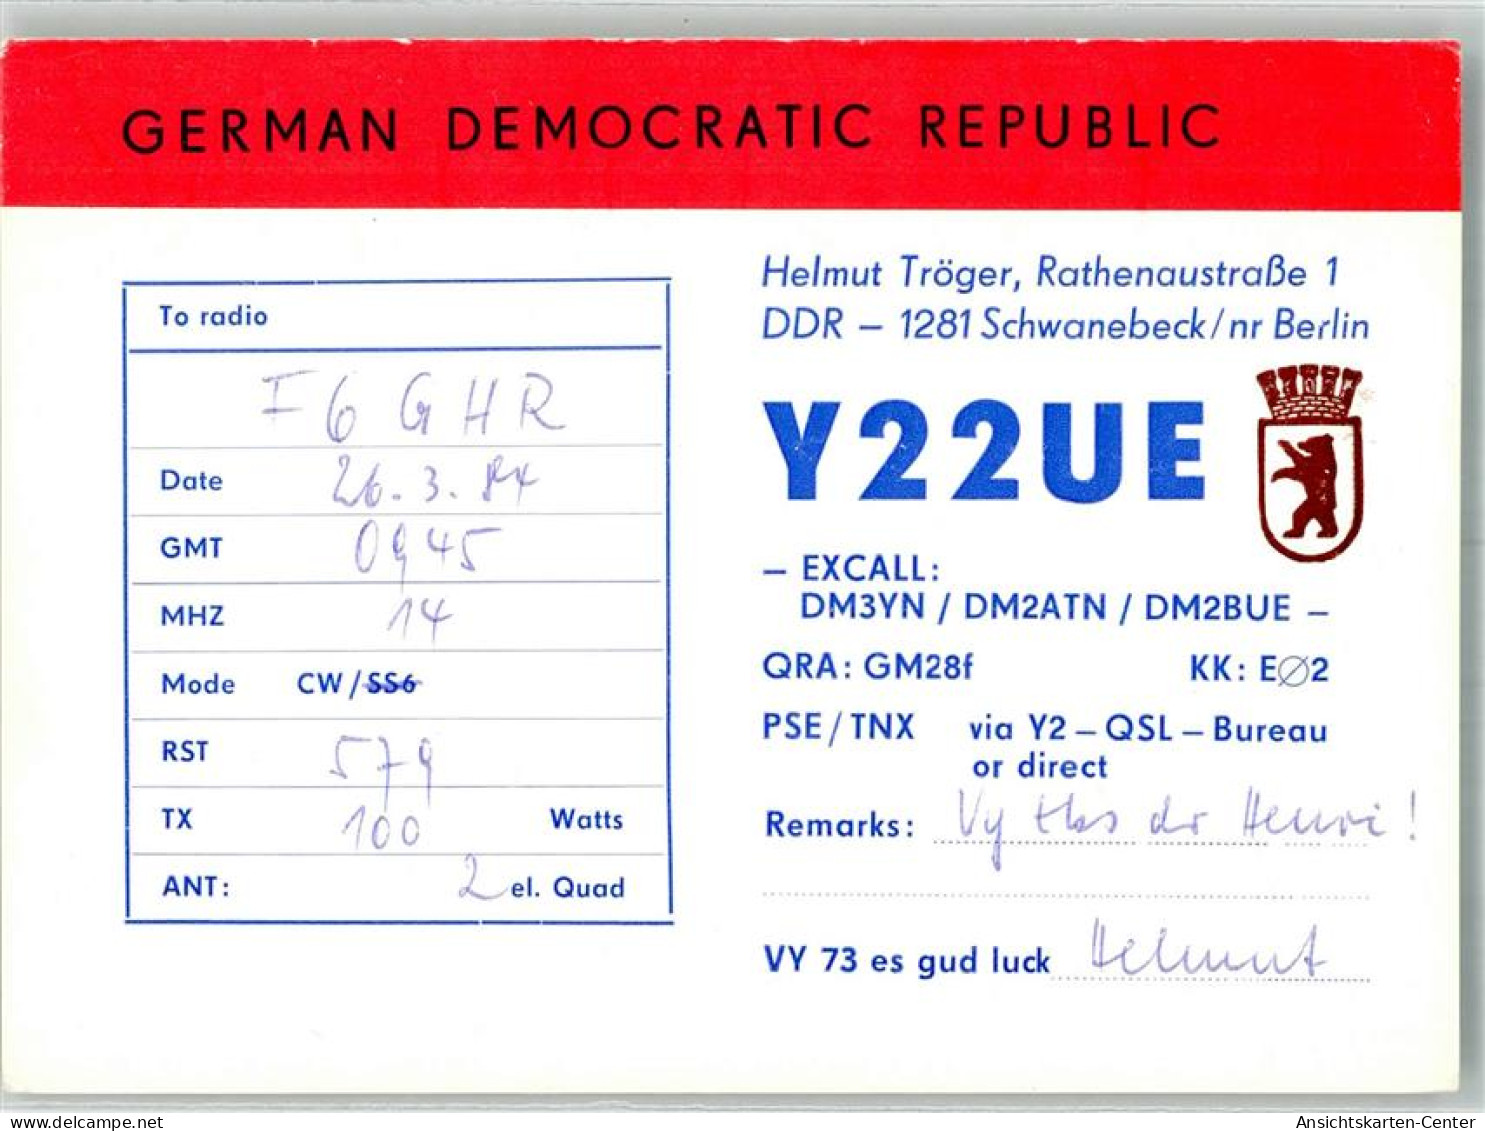 GERMAN DEMOCRATIC REPUBLIC
To radio
F6GHR
Date 26.3.84
GMT 0945
MHZ 14
Mode CW/SS6
RST 579
TX 100 Watts
ANT: 2 el. Quad
Helmut Tröger, Rathenaustraße 1
DDR – 1281 Schwanebeck/nr Berlin
Y22UE
– EXCALL:
DM3YN / DM2ATN / DM2BUE –
QRA: GM28f KK: EØ2
PSE/TNX via Y2 – QSL – Bureau
or direct
Remarks: Vy tks dr Henri!
VY 73 es gud luck Helmut
delcampe.net
Ansichtskarten-Center